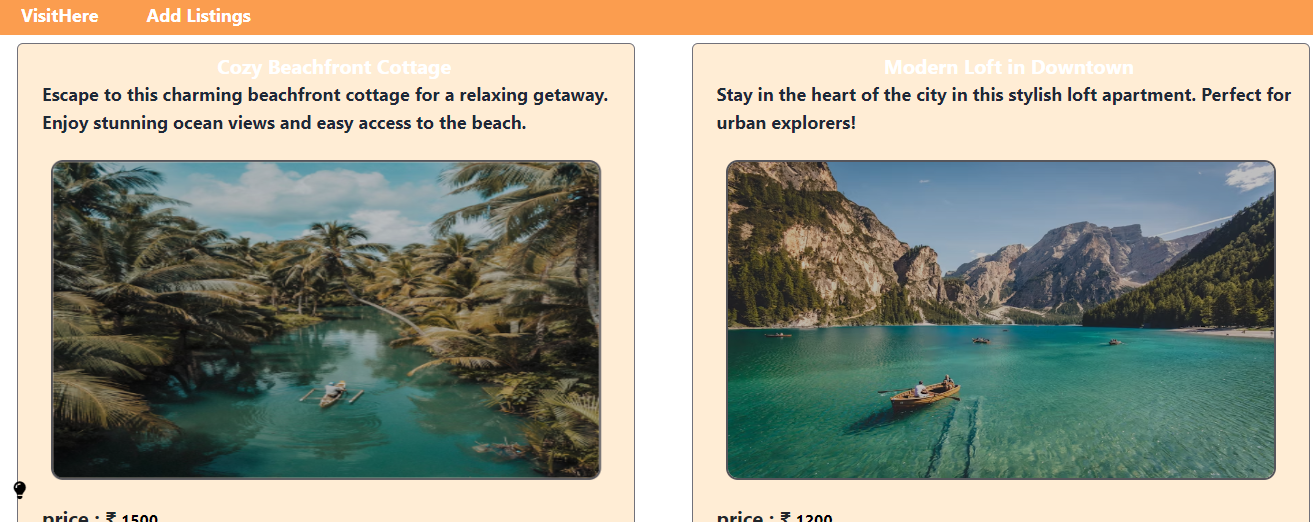 VisitHere Add Listings
Cozy Beachfront Cottage
Escape to this charming beachfront cottage for a relaxing getaway.
Enjoy stunning ocean views and easy access to the beach.
price : ₹ 1500
Modern Loft in Downtown
Stay in the heart of the city in this stylish loft apartment. Perfect for
urban explorers!
price : ₹ 1200